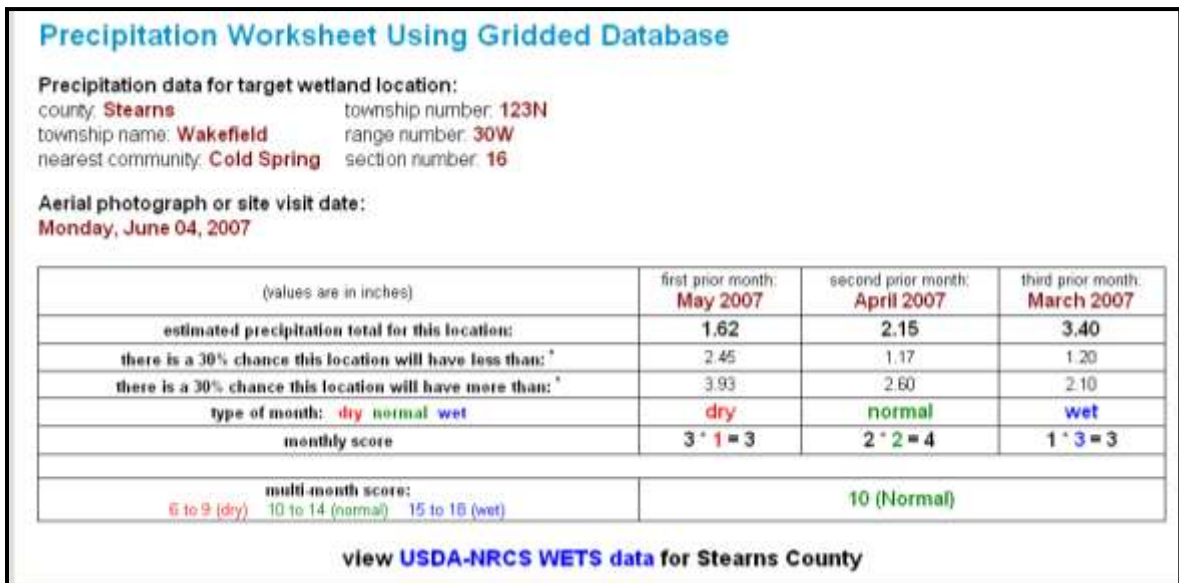 Precipitation Worksheet Using Gridded Database
Precipitation data for target wetland location:
county: Stearns township number: 123N
township name: Wakefield range number: 30W
nearest community: Cold Spring section number: 16
Aerial photograph or site visit date:
Monday, June 04, 2007
(values are in inches) first prior month: May 2007 second prior month: April 2007 third prior month: March 2007
estimated precipitation total for this location: 1.62 2.15 3.40
there is a 30% chance this location will have less than: * 2.45 1.17 1.20
there is a 30% chance this location will have more than: * 3.93 2.60 2.10
type of month: dry normal wet dry normal wet
monthly score 3 * 1 = 3 2 * 2 = 4 1 * 3 = 3
multi-month score:
6 to 9 (dry) 10 to 14 (normal) 15 to 18 (wet) 10 (Normal)
view USDA-NRCS WETS data for Stearns County